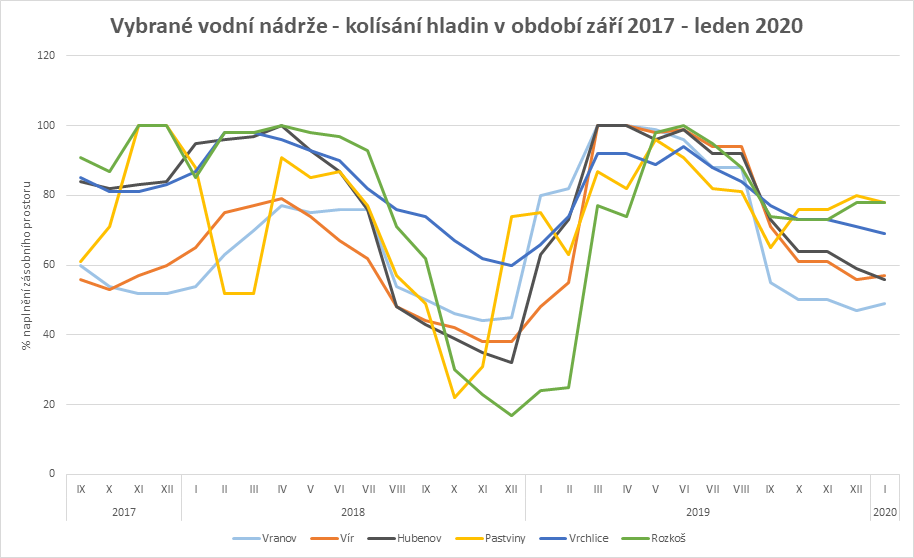 Vybrané vodní nádrže - kolísání hladin v období září 2017 - leden 2020
% naplnění zásobního prostoru
120
100
80
60
40
20
0
IX X XI XII I II III IV V VI VII VIII IX X XI XII I II III IV V VI VII VIII IX X XI XII I
2017 2018 2019 2020
Vranov Vír Hubenov Pastviny Vrchlice Rozkoš